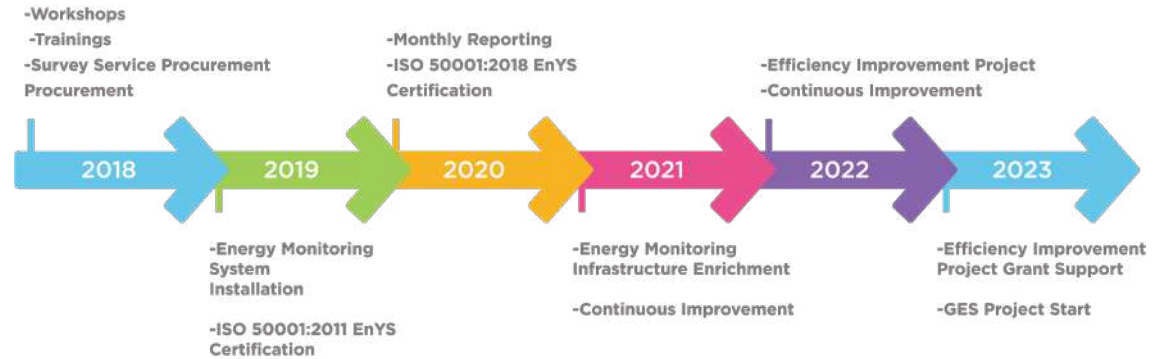 -Workshops
-Trainings
-Survey Service Procurement
Procurement
-Monthly Reporting
-ISO 50001:2018 EnYS
Certification
-Efficiency Improvement Project
-Continuous Improvement
2018
2019
2020
2021
2022
2023
-Energy Monitoring
System
Installation
-ISO 50001:2011 EnYS
Certification
-Energy Monitoring
Infrastructure Enrichment
-Continuous Improvement
-Efficiency Improvement
Project Grant Support
-GES Project Start